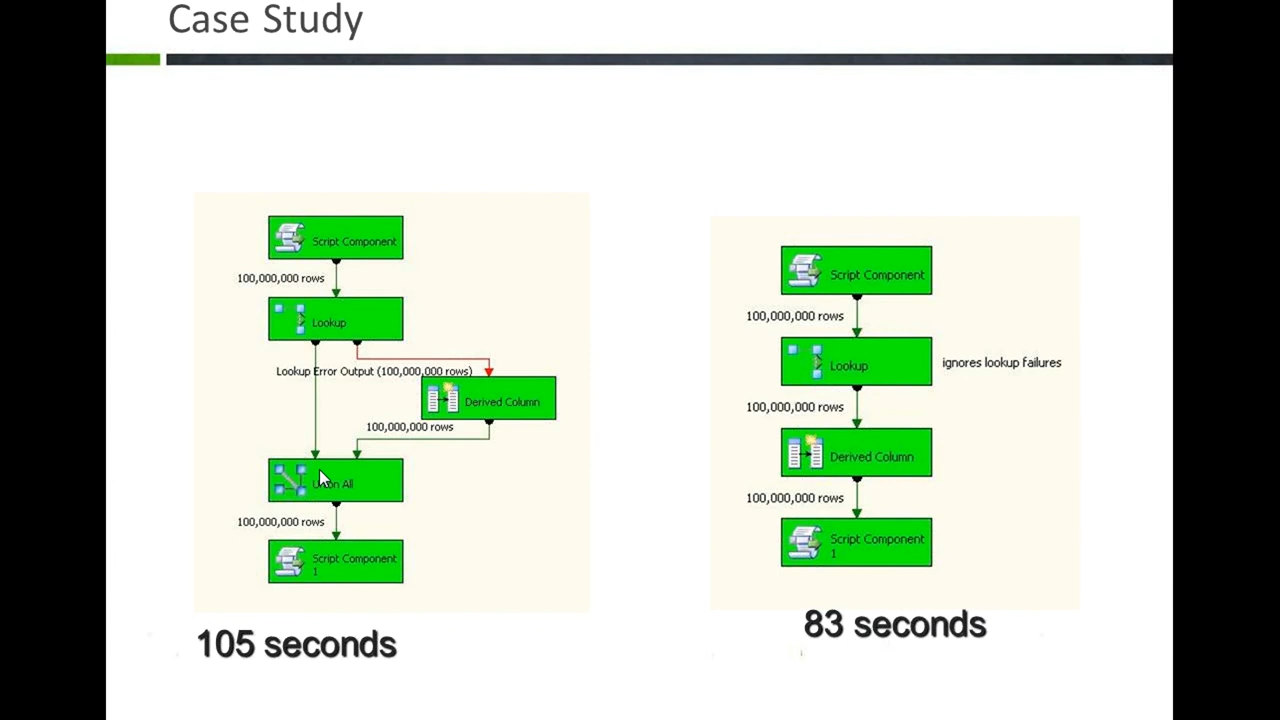 Case Study
Script Component
100,000,000 rows
Lookup
Lookup Error Output (100,000,000 rows)
Derived Column
100,000,000 rows
All
100,000,000 rows
Script Component
1
105 seconds
Script Component
100,000,000 rows
Lookup
ignores lookup failures
100,000,000 rows
Derived Column
100,000,000 rows
Script Component
1
83 seconds